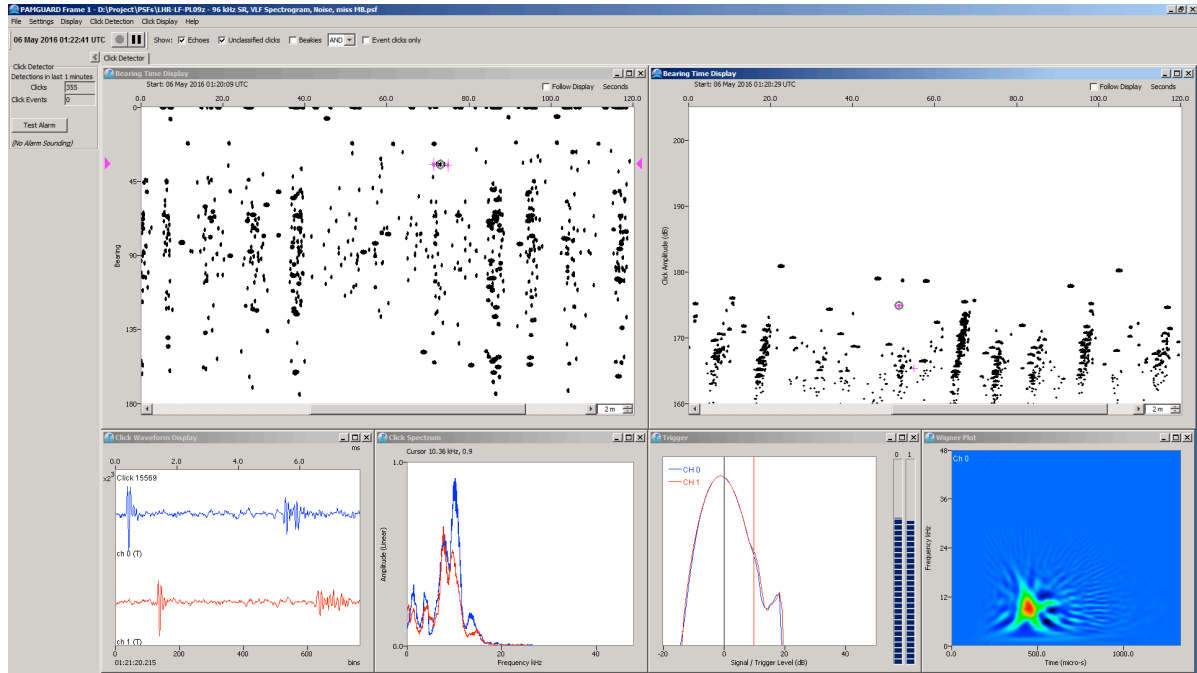 PAMGUARD Frame 1 - D:\Project\PSFs\LHR-LF-PL09z - 96 kHz SR, VLF Spectrogram, Noise, miss MB.psf
File Settings Display Click Detection Click Display Help
06 May 2016 01:22:41 UTC Show: Echoes Unclassified clicks Beakies AND Event clicks only
Click Detector
Click Detector
Detections in last 1 minutes
Clicks 355
Click Events 0
Test Alarm
(No Alarm Sounding)
Bearing Time Display
Start: 06 May 2016 01:20:09 UTC Follow Display Seconds
0.0 20.0 40.0 60.0 80.0 100.0 120.0
0
45
90
135
180
Bearing
2 m
Bearing Time Display
Start: 06 May 2016 01:20:29 UTC Follow Display Seconds
0.0 20.0 40.0 60.0 80.0 100.0 120.0
200
190
180
170
160
Click Amplitude (dB)
2 m
Click Waveform Display
ms
0.0 2.0 4.0 6.0
x2^3 Click 15569
ch 0 (T)
ch 1 (T)
0 200 400 600
01:21:20.215 bins
Click Spectrum
Cursor 10.36 kHz, 0.9
1.0
Amplitude (Linear)
0.0
0 20 40
Frequency kHz
Trigger
0 1
CH 0
CH 1
-20 0 20 40
Signal / Trigger Level (dB)
Wigner Plot
Ch 0
48
36
24
12
0
Frequency kHz
0.0 500.0 1000.0
Time (micro-s)